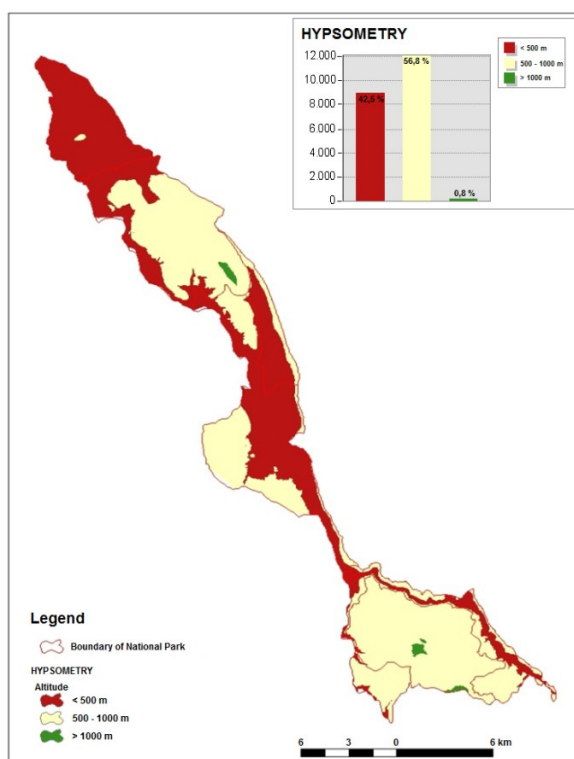 HYPSOMETRY
12.000
10.000
8.000
6.000
4.000
2.000
0
42,5 %
56,8 %
0,8 %
< 500 m
500 - 1000 m
> 1000 m
Legend
Boundary of National Park
HYPSOMETRY
Altitude
< 500 m
500 - 1000 m
> 1000 m
6 3 0 6 km